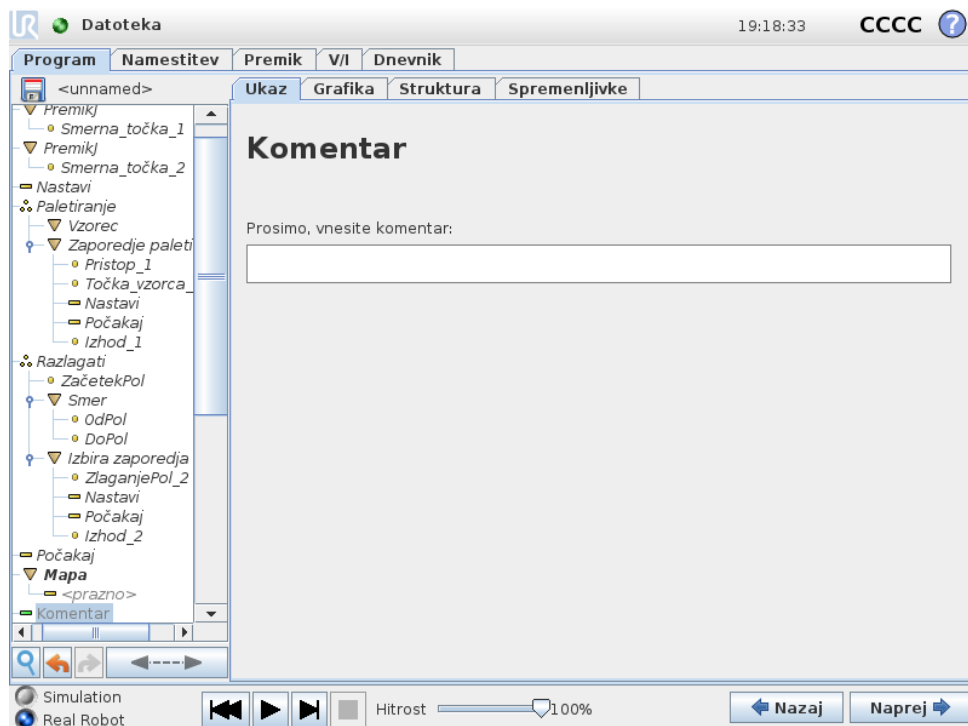 UR Datoteka 19:18:33 CCCC ?
Program Namestitev Premik V/I Dnevnik
<unnamed>
Ukaz Grafika Struktura Spremenljivke
PremikJ
Smerna_točka_1
PremikJ
Smerna_točka_2
Nastavi
Paletiranje
Vzorec
Zaporedje paleti
Pristop_1
Točka_vzorca_
Nastavi
Počakaj
Izhod_1
Razlagati
ZačetekPol
Smer
OdPol
DoPol
Izbira zaporedja
ZlaganjePol_2
Nastavi
Počakaj
Izhod_2
Počakaj
Mapa
<prazno>
Komentar
Komentar
Prosimo, vnesite komentar:
Simulation
Real Robot
Hitrost 100%
Nazaj Naprej